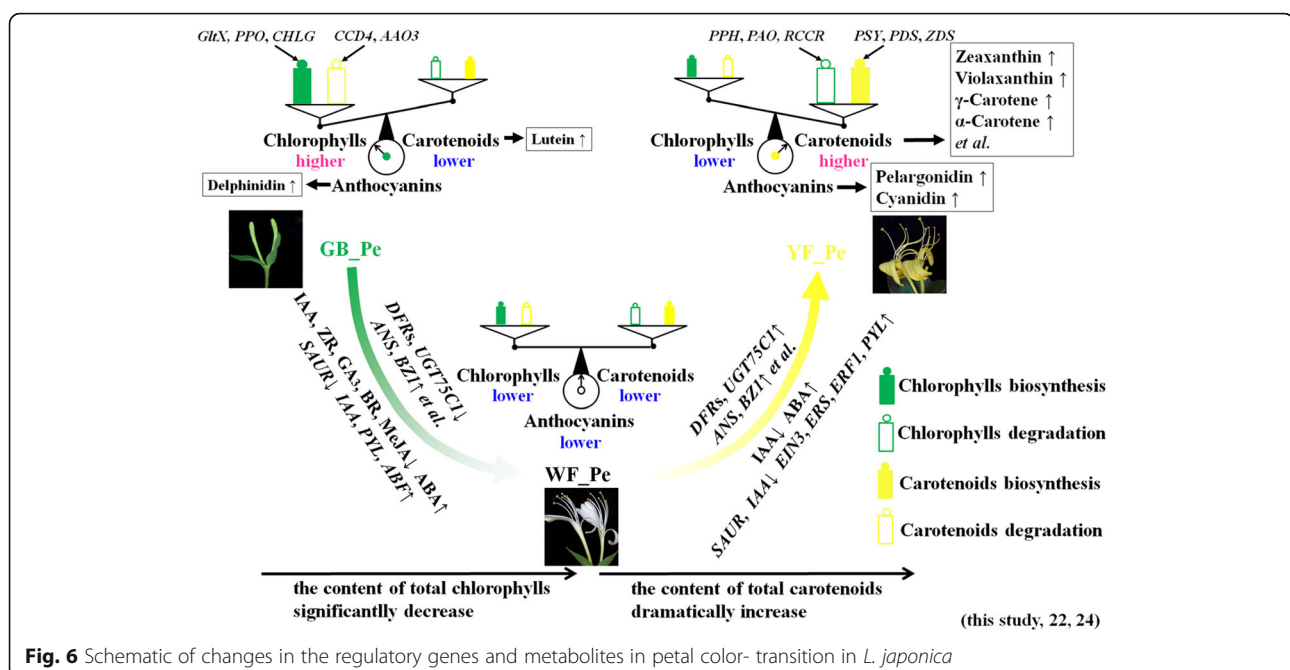 GltX, PPO, CHLG
CCD4, AAO3
Chlorophylls
higher
Carotenoids
lower
Lutein ↑
Anthocyanins
Delphinidin ↑
PPH, PAO, RCCR
PSY, PDS, ZDS
Chlorophylls
lower
Carotenoids
higher
Anthocyanins
Zeaxanthin ↑
Violaxanthin ↑
γ-Carotene ↑
α-Carotene ↑
et al.
Pelargonidin ↑
Cyanidin ↑
GB_Pe
YF_Pe
DFRs, UGT75C1↓
ANS, BZ1↑ et al.
IAA, ZR, GA3, BR, MeJA↓ ABA↑
SAUR↓ IAA, PYL, ABF↑
Chlorophylls
lower
Carotenoids
lower
Anthocyanins
lower
WF_Pe
DFRs, UGT75C1↑
ANS, BZ1↑ et al.
IAA↓ ABA↑
SAUR, IAA↓ EIN3, ERS, ERF1, PYL↑
Chlorophylls biosynthesis
Chlorophylls degradation
Carotenoids biosynthesis
Carotenoids degradation
the content of total chlorophylls
significantlly decrease
the content of total carotenoids
dramatically increase
(this study, 22, 24)
Fig. 6 Schematic of changes in the regulatory genes and metabolites in petal color- transition in L. japonica